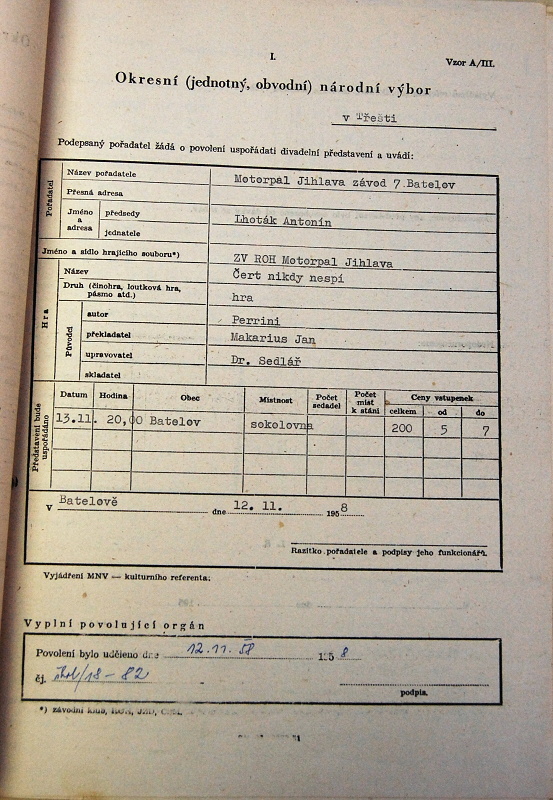 I.
Vzor A/III.
Okresní (jednotný, obvodní) národní výbor
v Třešti
Podepsaný pořadatel žádá o povolení uspořádati divadelní představení a uvádí:
Pořadatel
Název pořadatele Motorpal Jihlava závod 7.Batelov
Přesná adresa
Jméno a adresa
předsedy Lhoták Antonín
jednatele
Jméno a sídlo hrajícího souboru*) ZV ROH Motorpal Jihlava
Hra
Název Čert nikdy nespí
Druh (činohra, loutková hra, pásmo atd.) hra
Původci
autor Perrini
překladatel Makarius Jan
upravovatel Dr. Sedlář
skladatel
Představení bude uspořádáno
Datum Hodina Obec Místnost Počet sedadel Počet míst k stání Ceny vstupenek
celkem od do
13.11. 20,00 Batelov sokolovna 200 5 7
V Batelově dne 12. 11. 1958
Razítko pořadatele a podpisy jeho funkcionářů.
Vyjádření MNV — kulturního referenta:
Vyplní povolující orgán
Povolení bylo uděleno dne 12.11.58 1958
čj. /18 - 82
podpis.
*) závodní klub, JZD,